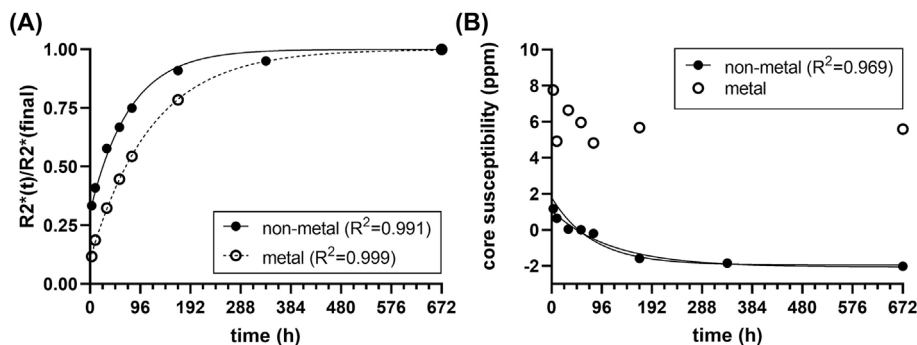 (A)
R2*(t)/R2*(final)
1.00
0.75
0.50
0.25
0.00
non-metal (R²=0.991)
metal (R²=0.999)
0 96 192 288 384 480 576 672
time (h)
(B)
core susceptibility (ppm)
10
8
6
4
2
0
-2
non-metal (R²=0.969)
metal
0 96 192 288 384 480 576 672
time (h)